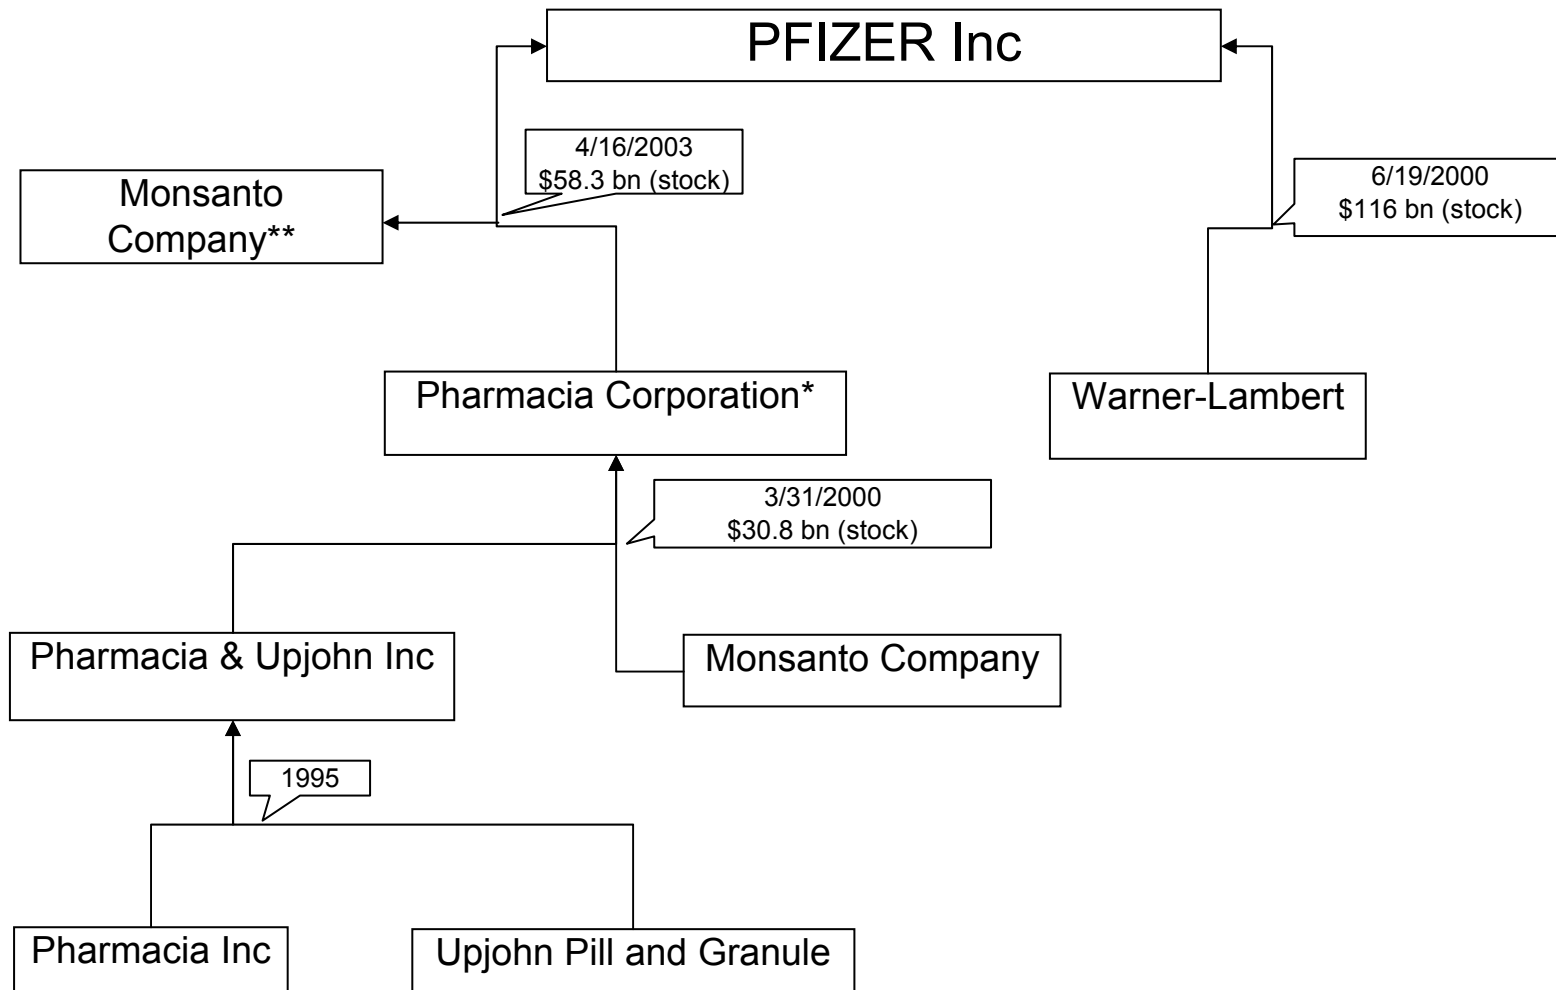 PFIZER Inc
4/16/2003
$58.3 bn (stock)
6/19/2000
$116 bn (stock)
Monsanto
Company**
Pharmacia Corporation*
Warner-Lambert
3/31/2000
$30.8 bn (stock)
Pharmacia & Upjohn Inc
Monsanto Company
1995
Pharmacia Inc
Upjohn Pill and Granule